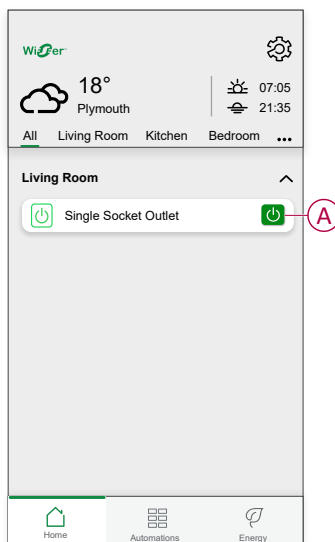 Wiser
18°
Plymouth
07:05
21:35
All Living Room Kitchen Bedroom ...
Living Room
Single Socket Outlet
A
Home Automations Energy